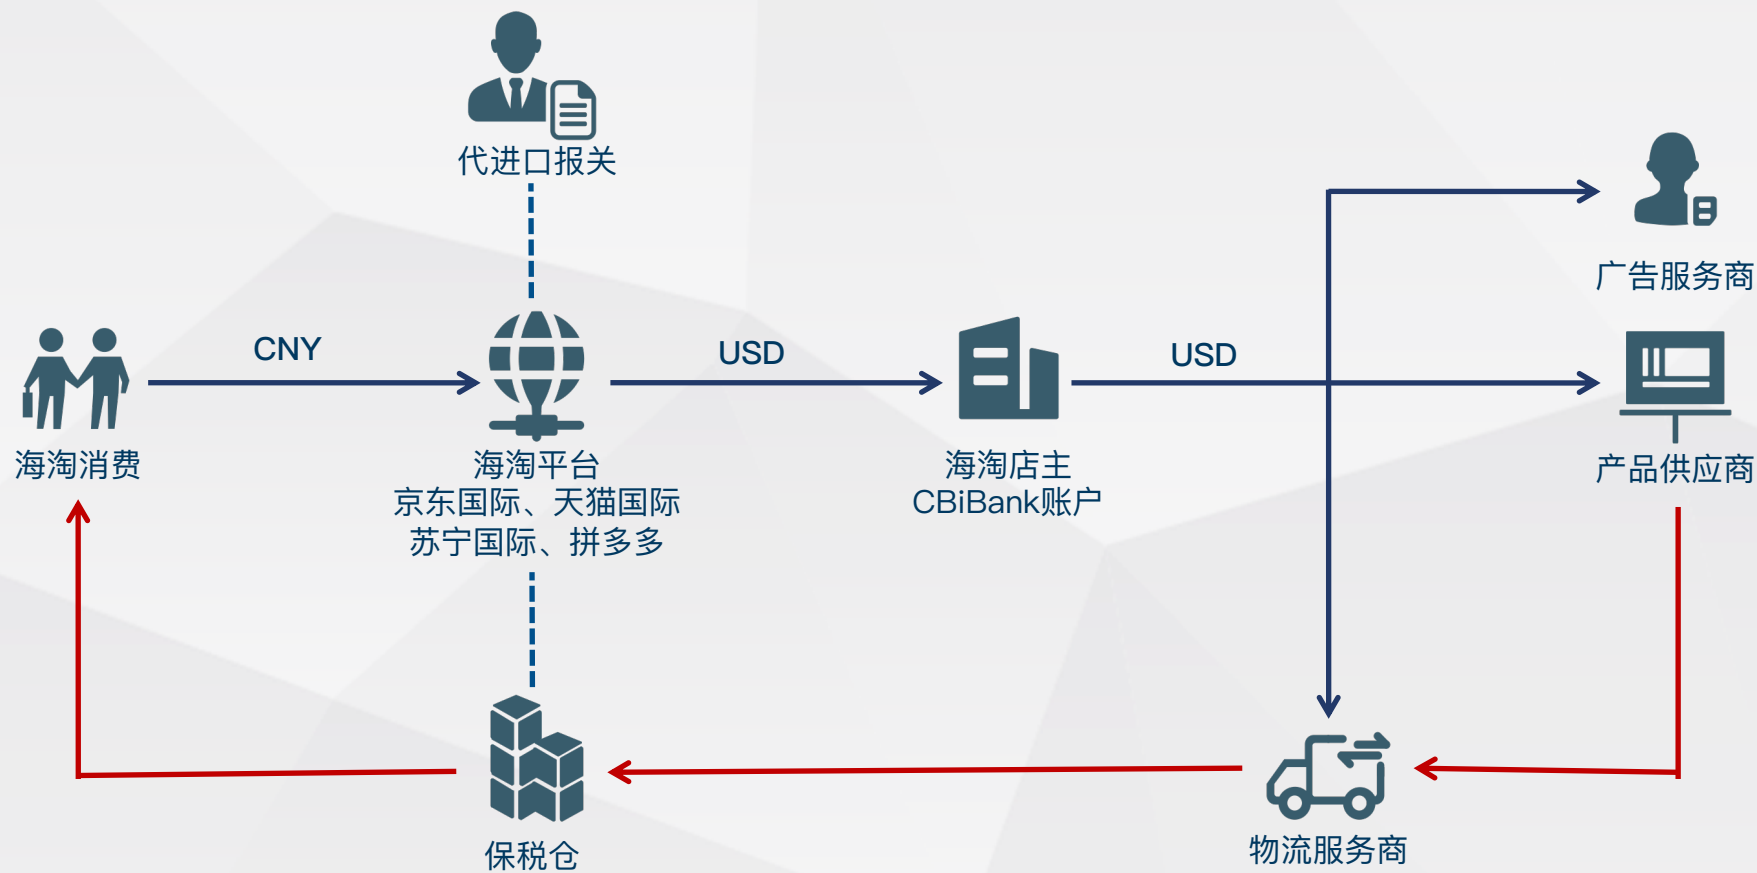 代进口报关
广告服务商
CNY
USD
USD
海淘消费
海淘平台
京东国际、天猫国际
苏宁国际、拼多多
海淘店主
CBiBank账户
产品供应商
保税仓
物流服务商